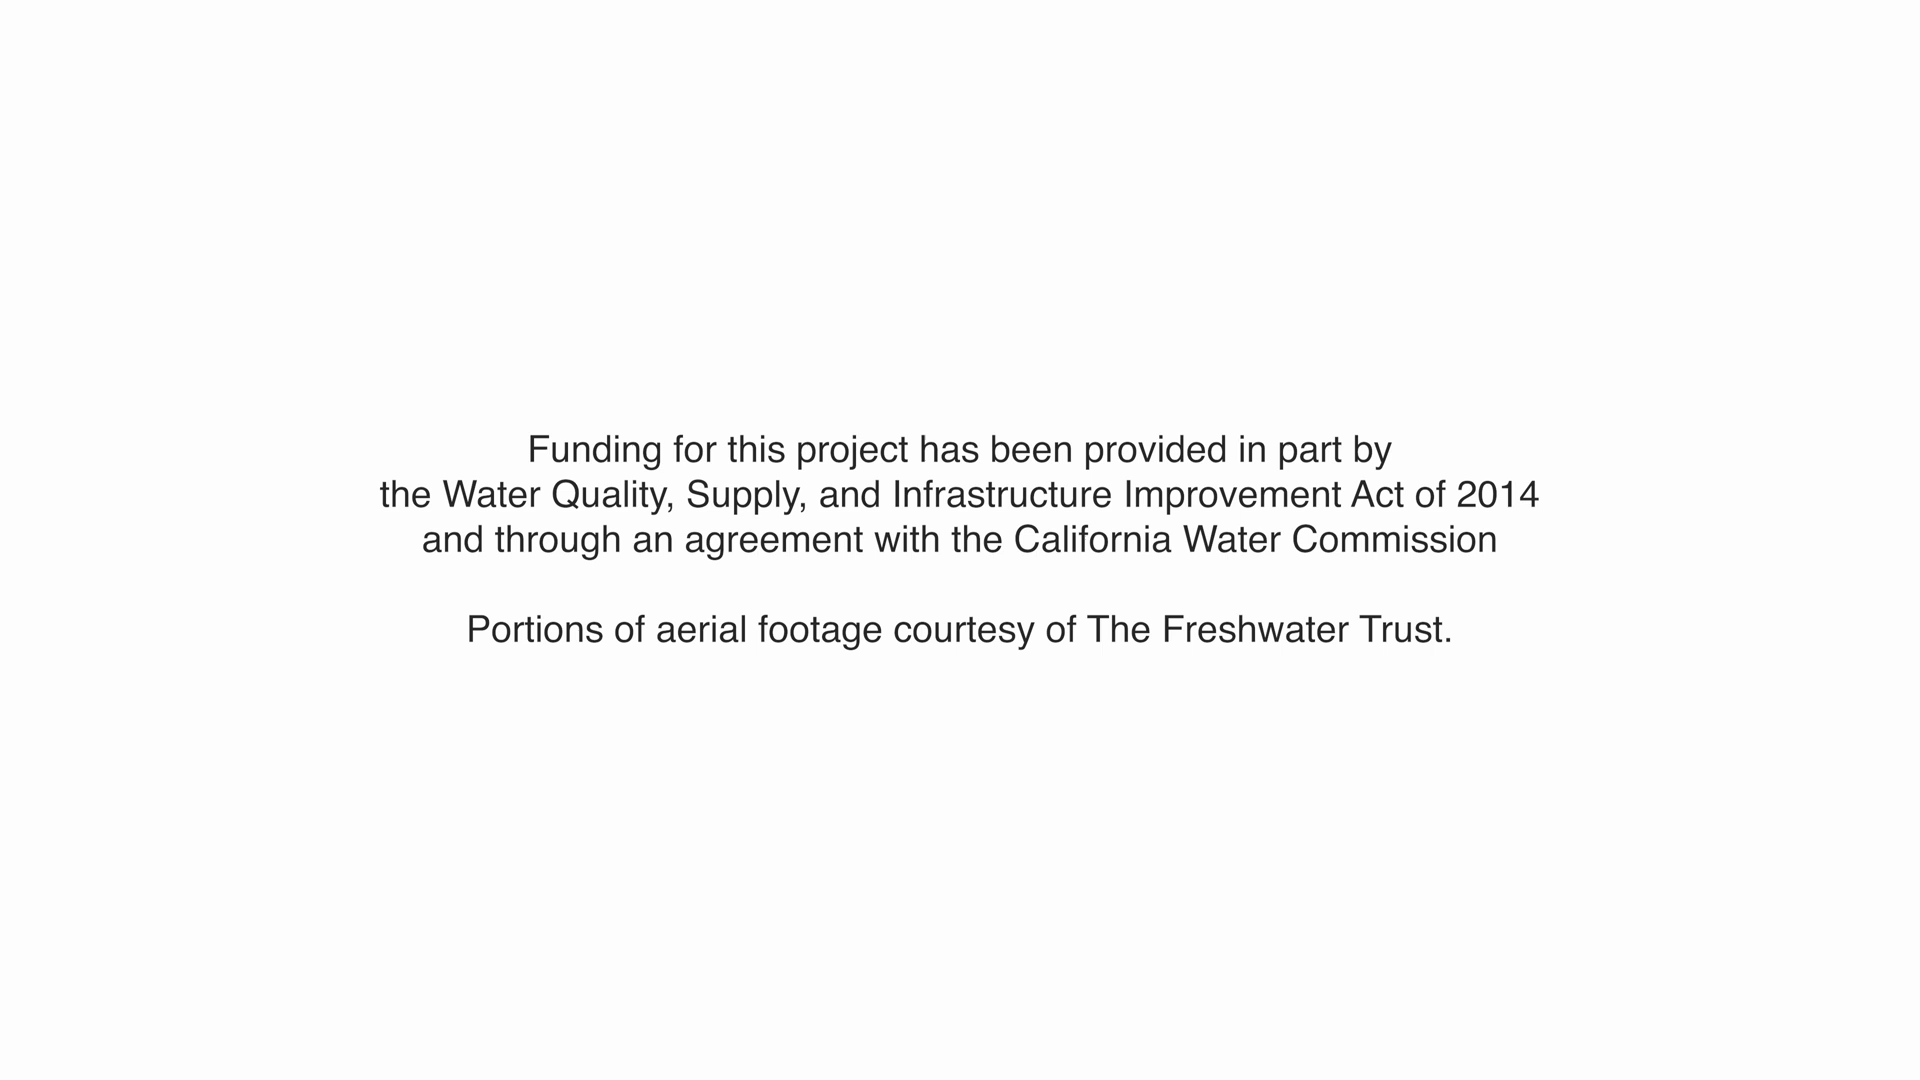 Funding for this project has been provided in part by
the Water Quality, Supply, and Infrastructure Improvement Act of 2014
and through an agreement with the California Water Commission
Portions of aerial footage courtesy of The Freshwater Trust.